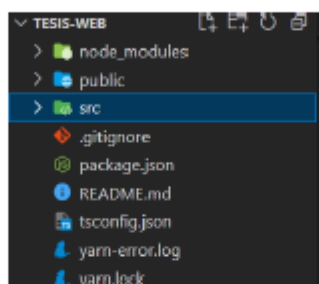 TESIS-WEB
node_modules
public
src
.gitignore
package.json
README.md
tsconfig.json
yarn-error.log
yarn.lock